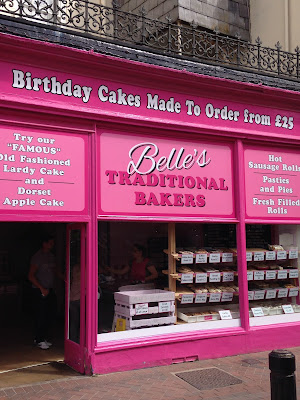 Birthday Cakes Made To Order from £25
Try our
"FAMOUS"
Old Fashioned
Lardy Cake
and
Dorset
Apple Cake
Belle's
TRADITIONAL
BAKERS
Hot
Sausage Rolls
Pasties
and Pies
Fresh Filled
Rolls